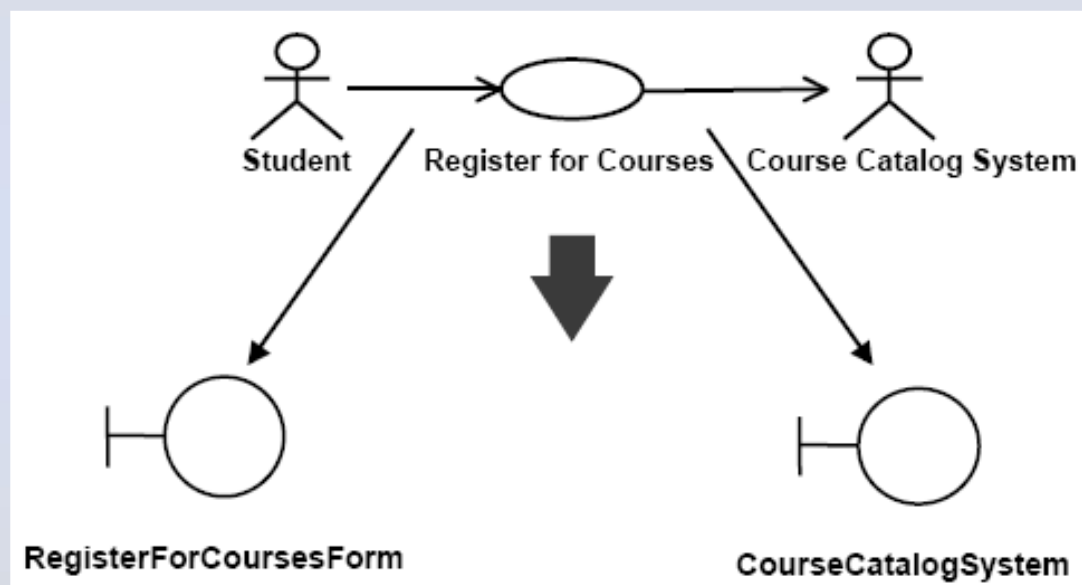 Student
Register for Courses
Course Catalog System
RegisterForCoursesForm
CourseCatalogSystem